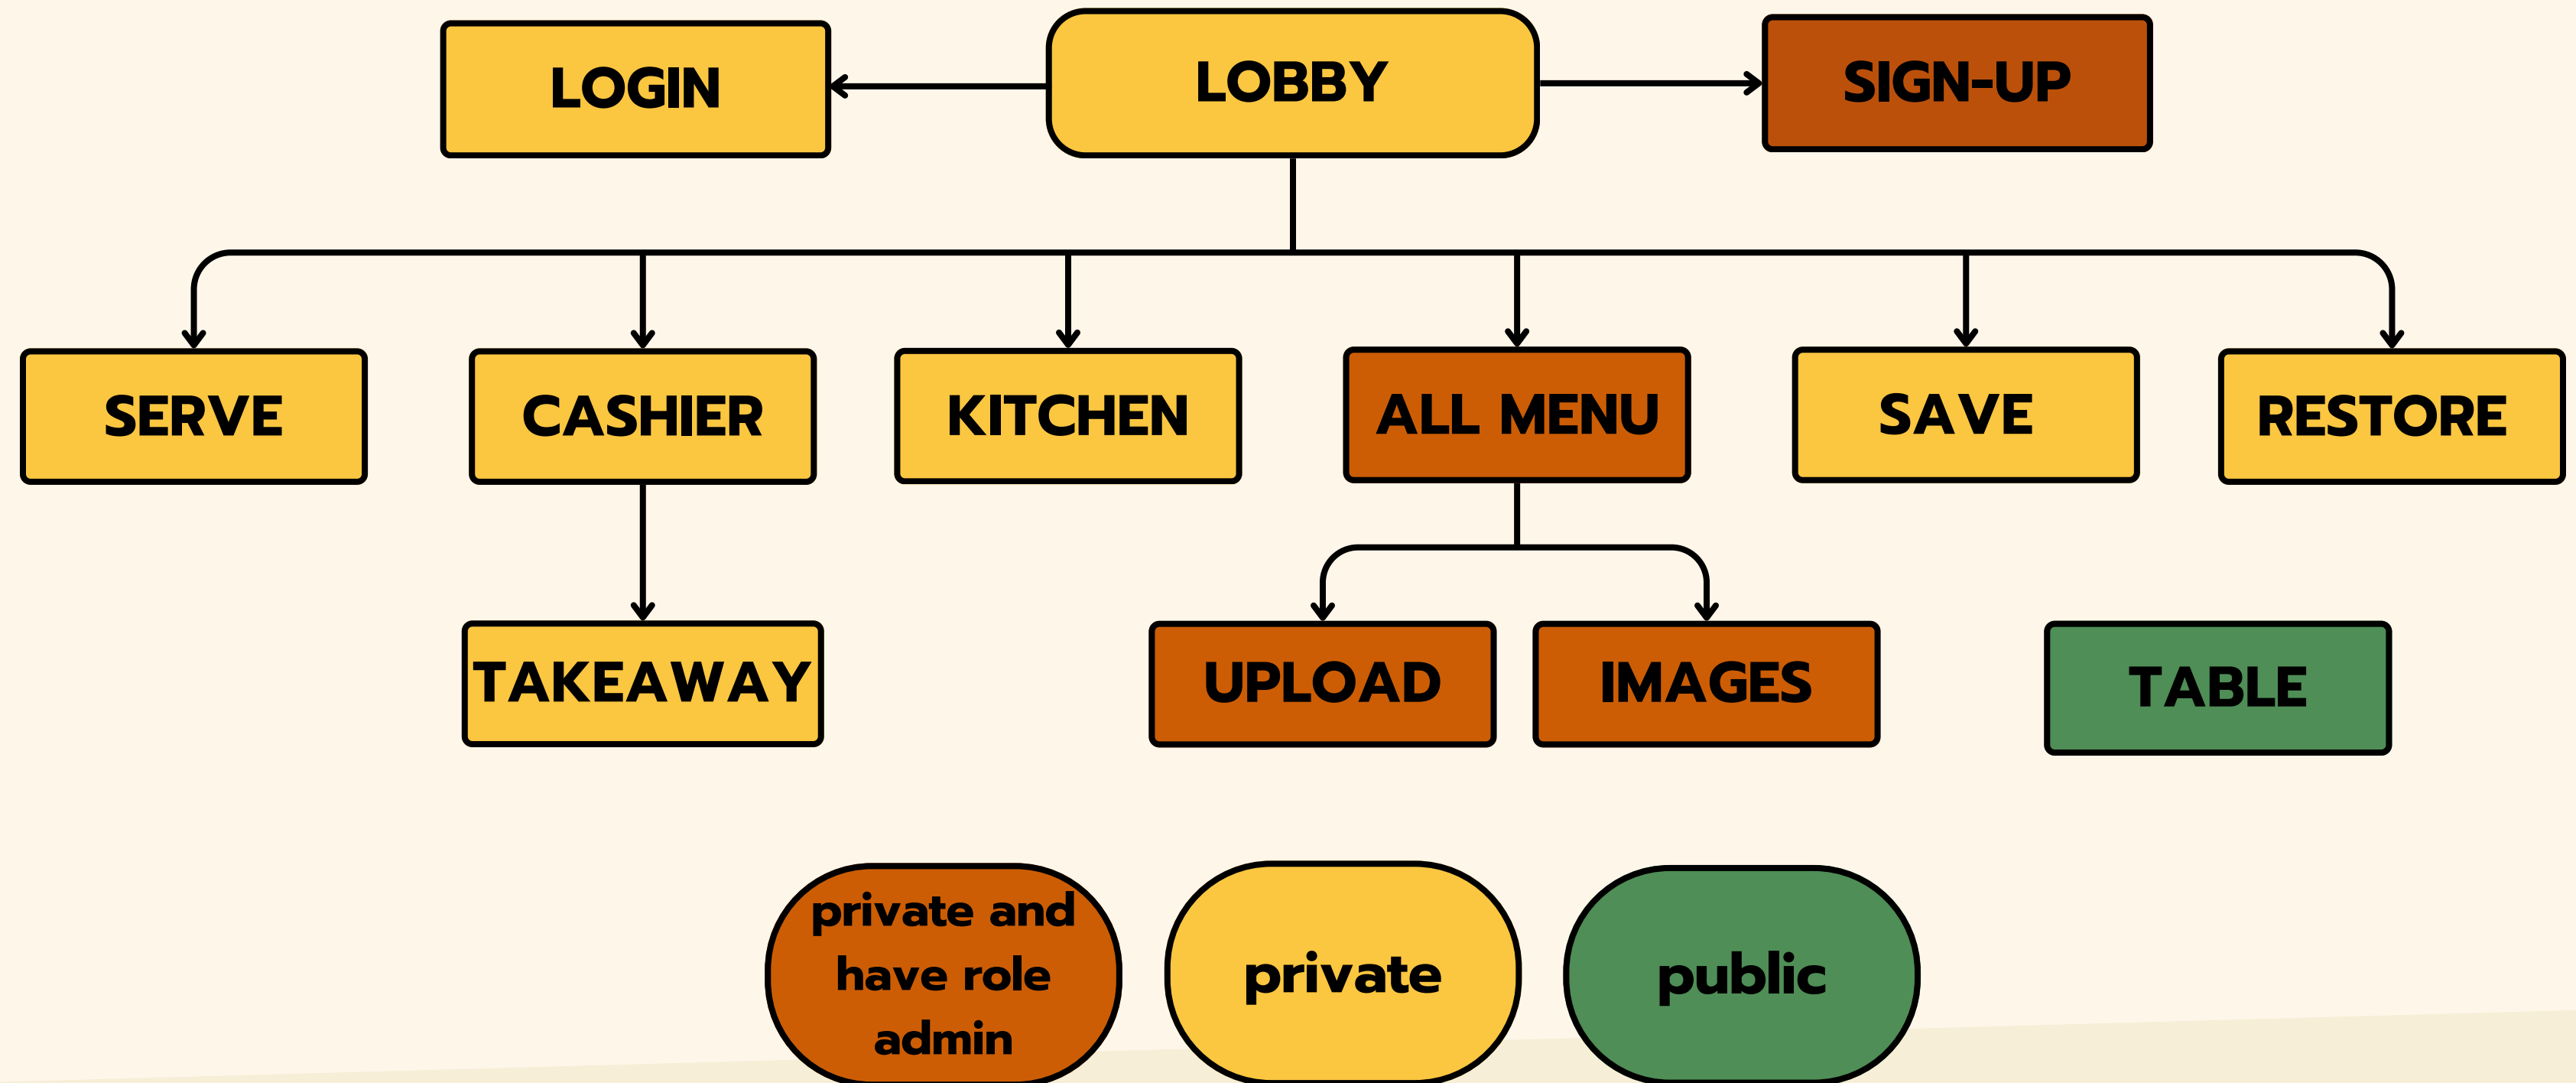 LOGIN
LOBBY
SIGN-UP
SERVE
CASHIER
KITCHEN
ALL MENU
SAVE
RESTORE
TAKEAWAY
UPLOAD
IMAGES
TABLE
private and
have role
admin
private
public